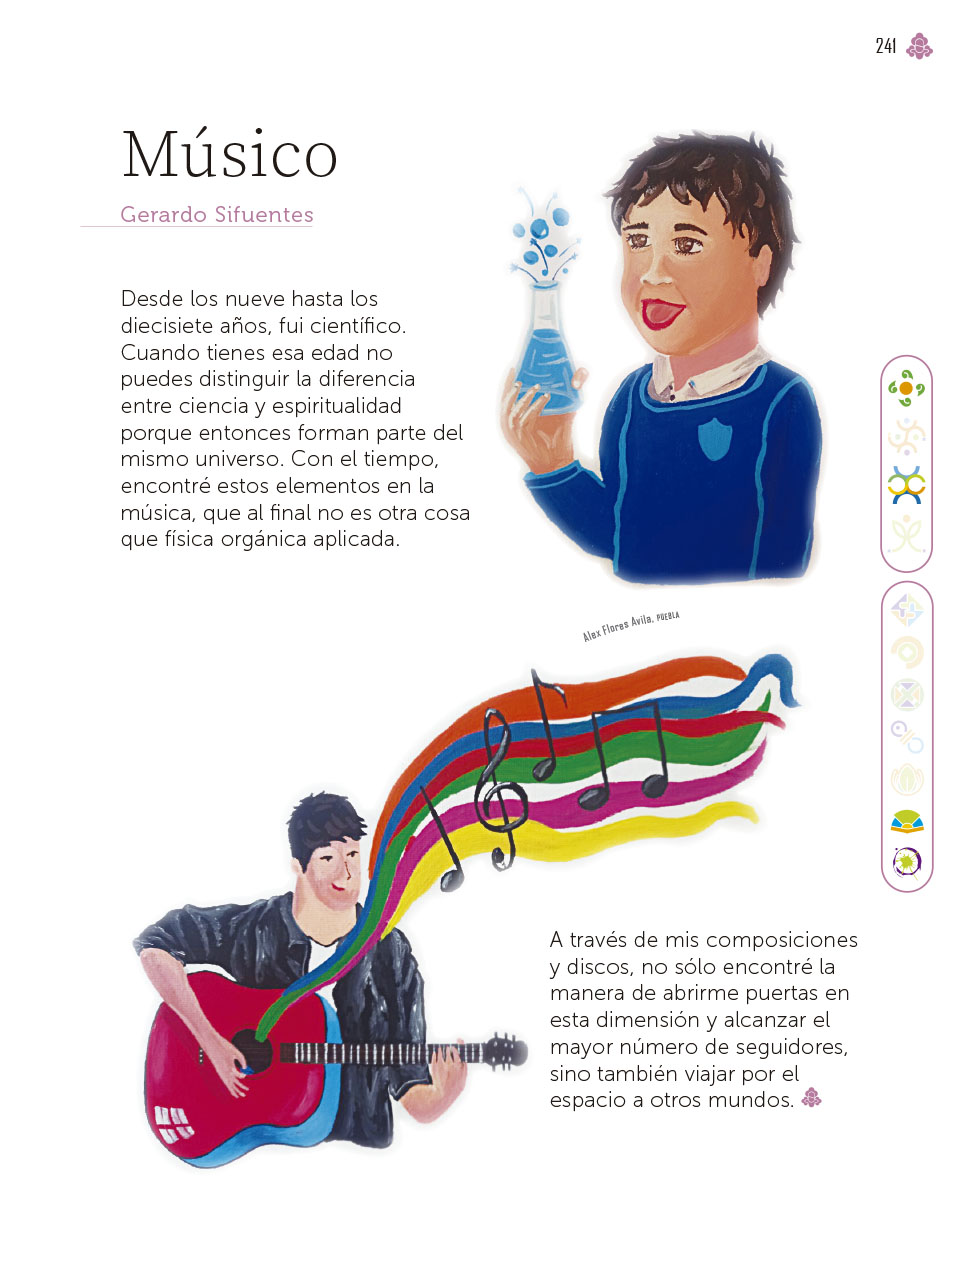 241
Músico
Gerardo Sifuentes
Desde los nueve hasta los
diecisiete años, fui científico.
Cuando tienes esa edad no
puedes distinguir la diferencia
entre ciencia y espiritualidad
porque entonces forman parte del
mismo universo. Con el tiempo,
encontré estos elementos en la
música, que al final no es otra cosa
que física orgánica aplicada.
Alex Flores Avila, PUEBLA
A través de mis composiciones
y discos, no sólo encontré la
manera de abrirme puertas en
esta dimensión y alcanzar el
mayor número de seguidores,
sino también viajar por el
espacio a otros mundos.